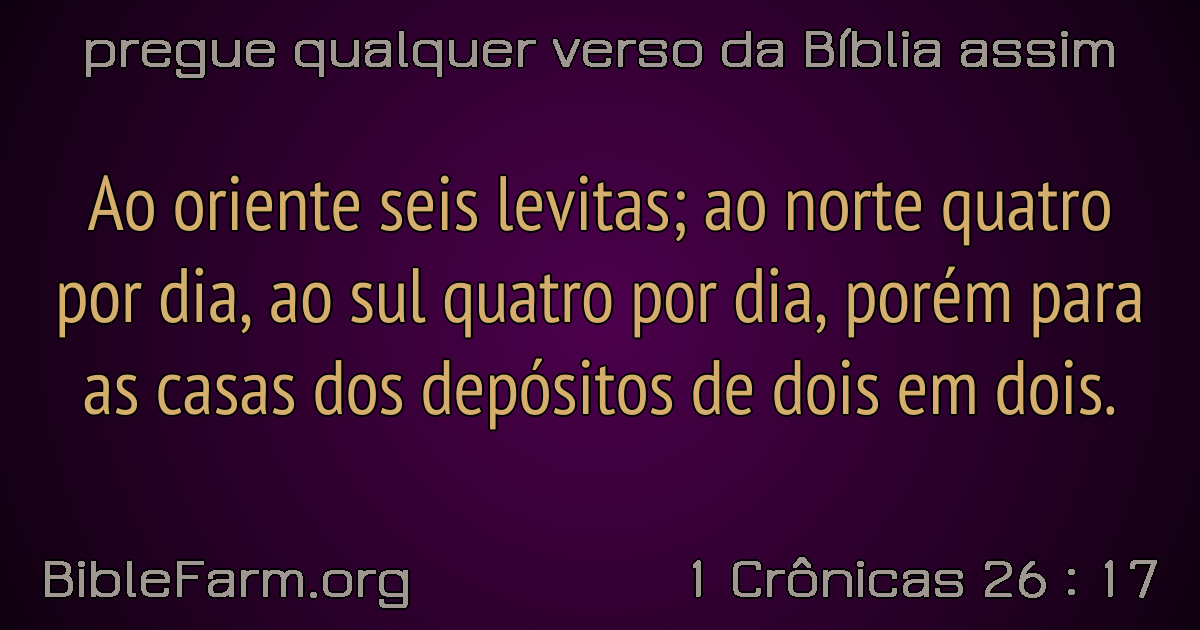 pregue qualquer verso da Bíblia assim
Ao oriente seis levitas; ao norte quatro
por dia, ao sul quatro por dia, porém para
as casas dos depósitos de dois em dois.
BibleFarm.org
1 Crônicas 26 : 17